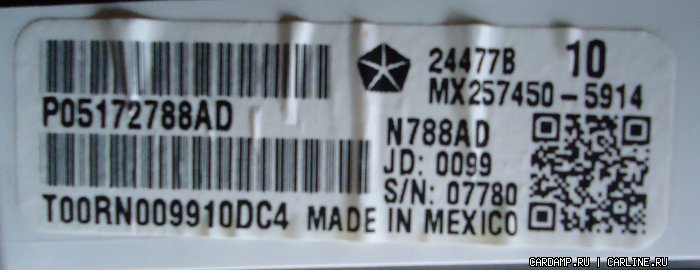 24477B 10
MX257450-5914
P05172788AD
N788AD
JD: 0099
S/N: 07780
T00RN009910DC4 MADE IN MEXICO
CARDAMP.RU | CARLINE.RU